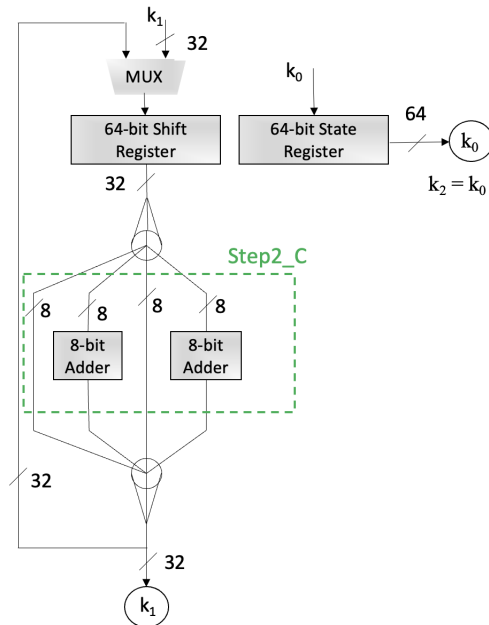 k1
32
MUX
k0
64-bit Shift
Register
64-bit State
Register
64
k0
k2 = k0
32
Step2_C
8
8
8
8
8-bit
Adder
8-bit
Adder
32
32
k1